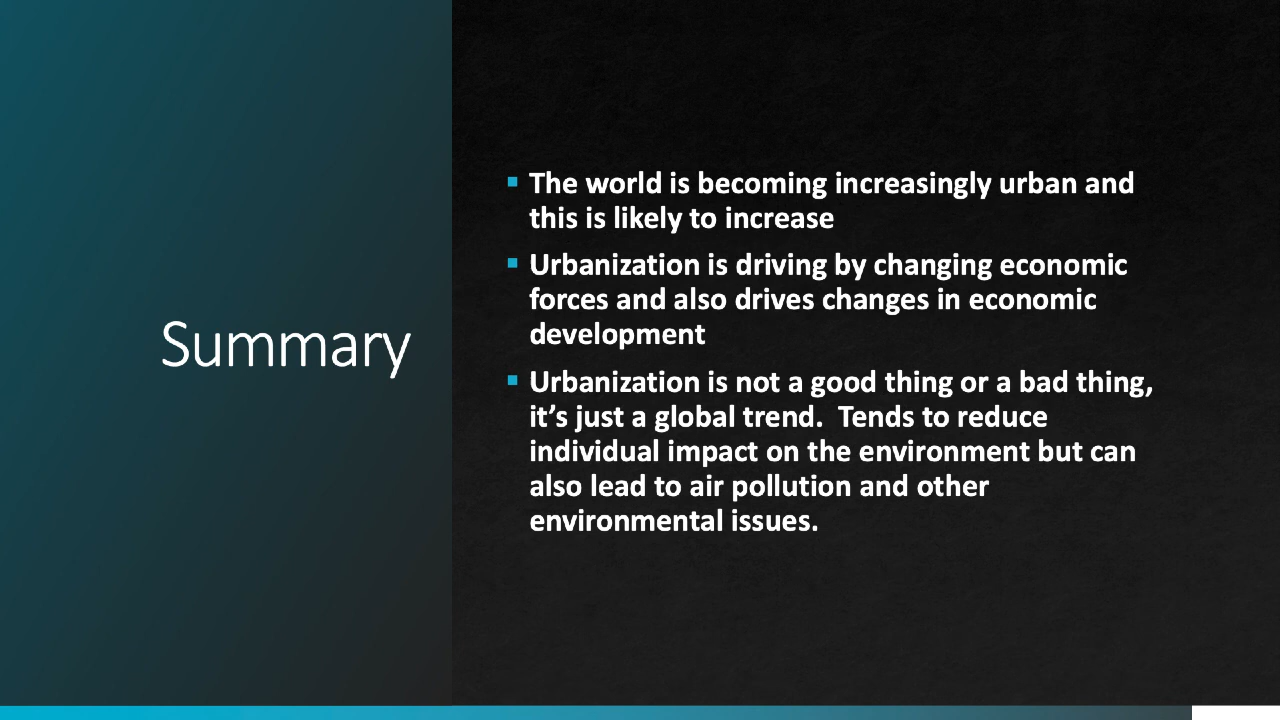 Summary
▪ The world is becoming increasingly urban and
this is likely to increase
▪ Urbanization is driving by changing economic
forces and also drives changes in economic
development
▪ Urbanization is not a good thing or a bad thing,
it’s just a global trend.  Tends to reduce
individual impact on the environment but can
also lead to air pollution and other
environmental issues.